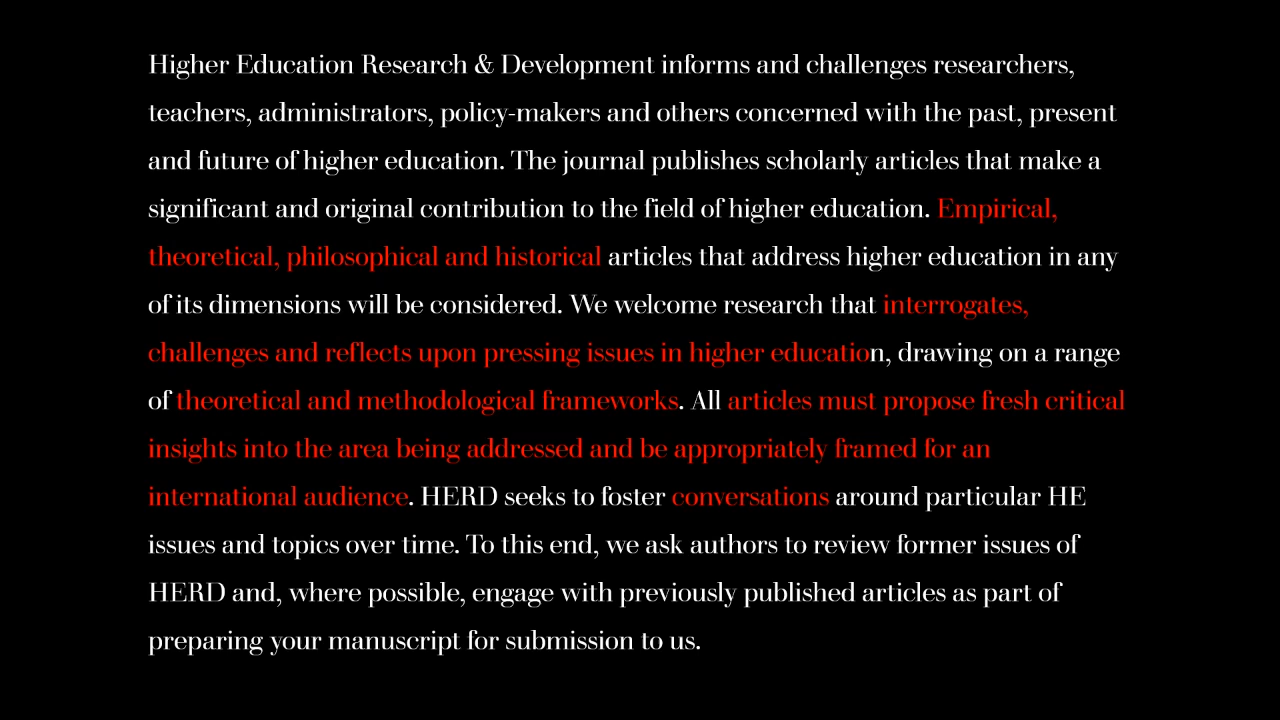 Higher Education Research & Development informs and challenges researchers,
teachers, administrators, policy-makers and others concerned with the past, present
and future of higher education. The journal publishes scholarly articles that make a
significant and original contribution to the field of higher education. Empirical,
theoretical, philosophical and historical articles that address higher education in any
of its dimensions will be considered. We welcome research that interrogates,
challenges and reflects upon pressing issues in higher education, drawing on a range
of theoretical and methodological frameworks. All articles must propose fresh critical
insights into the area being addressed and be appropriately framed for an
international audience. HERD seeks to foster conversations around particular HE
issues and topics over time. To this end, we ask authors to review former issues of
HERD and, where possible, engage with previously published articles as part of
preparing your manuscript for submission to us.